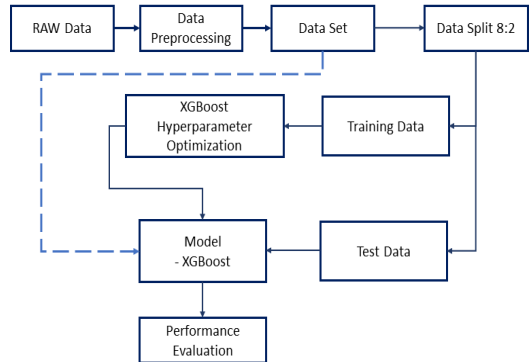 RAW Data
Data
Preprocessing
Data Set
Data Split 8:2
XGBoost
Hyperparameter
Optimization
Training Data
Model
- XGBoost
Test Data
Performance
Evaluation